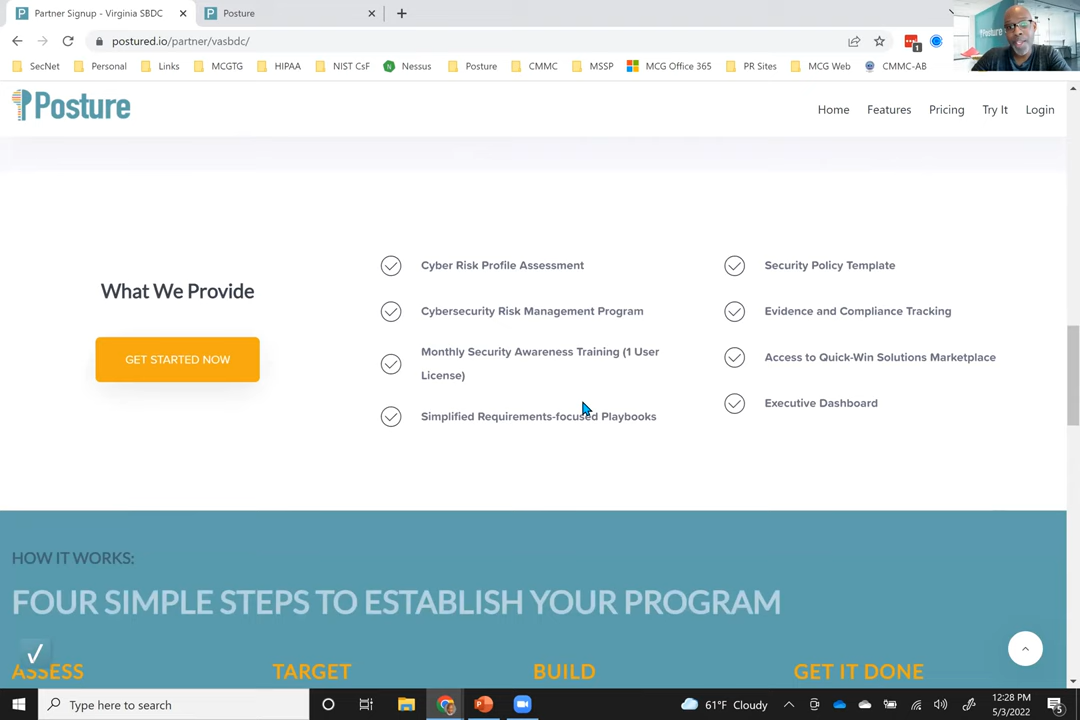 Partner Signup - Virginia SBDC
Posture
postured.io/partner/vasbdc/
1
SecNet
Personal
Links
MCGTG
HIPAA
NIST CsF
Nessus
Posture
CMMC
MSSP
MCG Office 365
PR Sites
MCG Web
CMMC-AB
Posture
Home
Features
Pricing
Try It
Login
What We Provide
GET STARTED NOW
Cyber Risk Profile Assessment
Cybersecurity Risk Management Program
Monthly Security Awareness Training (1 User
License)
Simplified Requirements-focused Playbooks
Security Policy Template
Evidence and Compliance Tracking
Access to Quick-Win Solutions Marketplace
Executive Dashboard
HOW IT WORKS:
FOUR SIMPLE STEPS TO ESTABLISH YOUR PROGRAM
ASSESS
TARGET
BUILD
GET IT DONE
Type here to search
61°F Cloudy
12:28 PM
5/3/2022
5